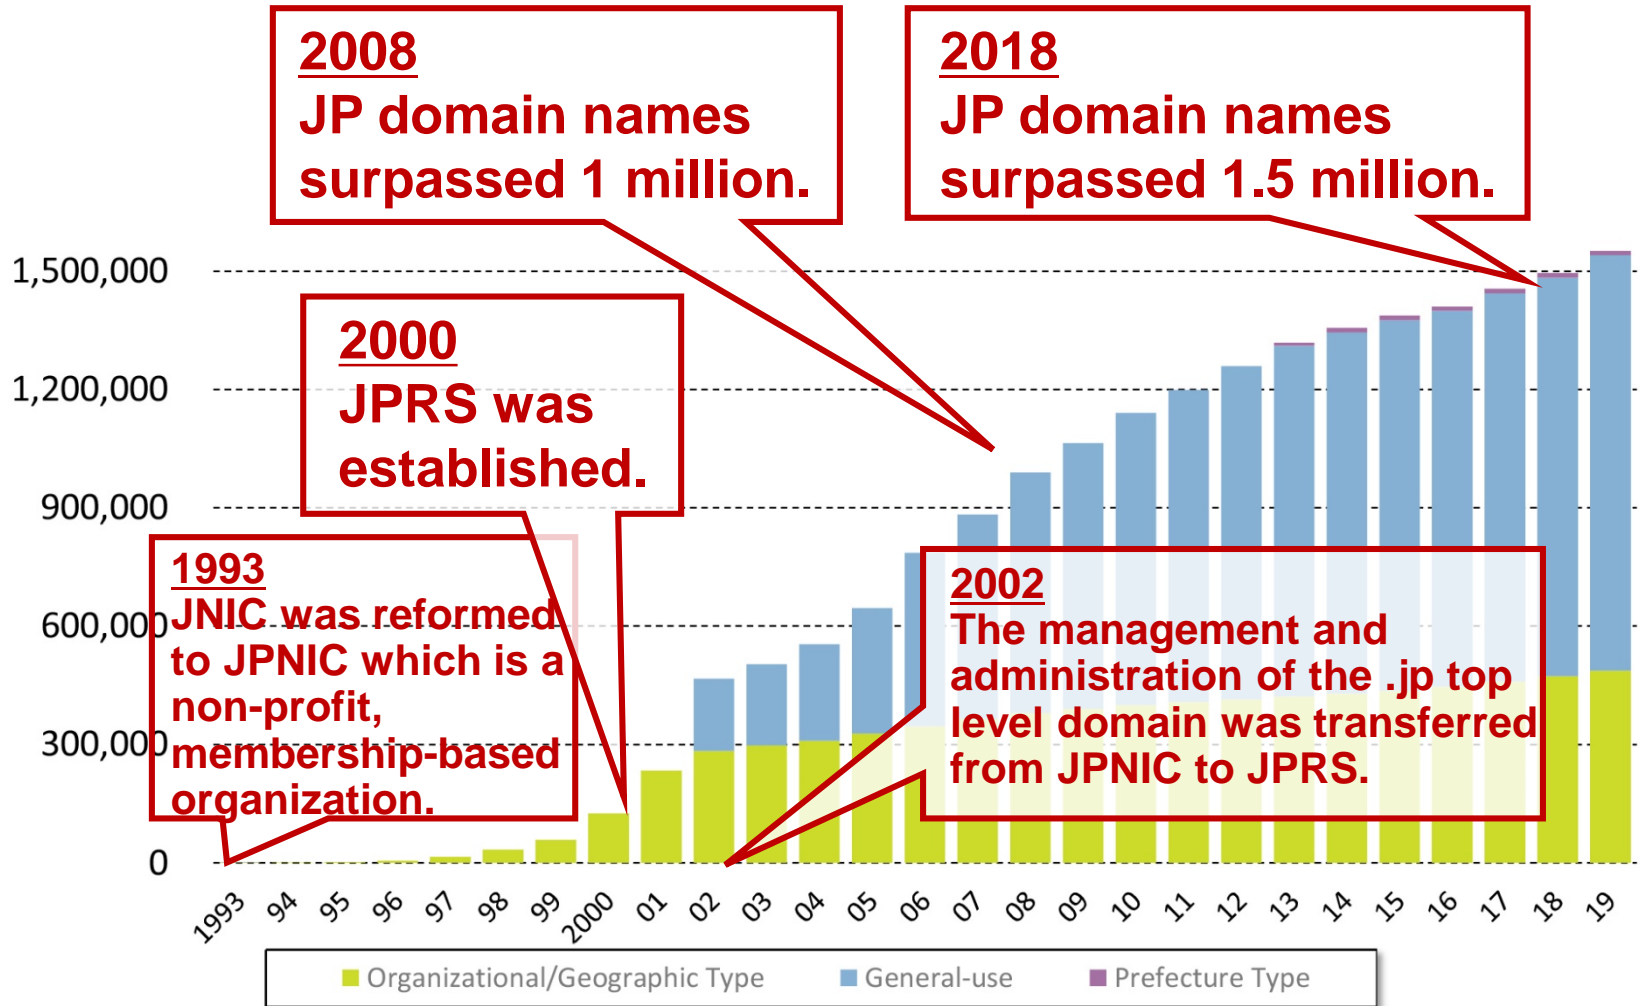 2008
JP domain names
surpassed 1 million.
2018
JP domain names
surpassed 1.5 million.
1,500,000
2000
JPRS was
established.
1,200,000
900,000
1993
JNIC was reformed
to JPNIC which is a
non-profit,
membership-based
organization.
2002
The management and
administration of the .jp top
level domain was transferred
from JPNIC to JPRS.
600,000
300,000
0
1993 94 95 96 97 98 99 2000 01 02 03 04 05 06 07 08 09 10 11 12 13 14 15 16 17 18 19
Organizational/Geographic Type General-use Prefecture Type